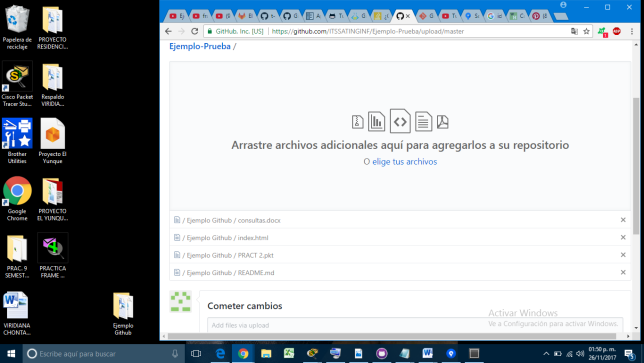 GitHub, Inc. [US] | https://github.com/ITSSATINGINF/Ejemplo-Prueba/upload/master
Ejemplo-Prueba /
Arrastre archivos adicionales aquí para agregarlos a su repositorio
O elige tus archivos
/ Ejemplo Github / consultas.docx
/ Ejemplo Github / index.html
/ Ejemplo Github / PRACT 2.pkt
/ Ejemplo Github / README.md
Cometer cambios
Add files via upload
Activar Windows
Ve a Configuración para activar Windows.
Papelera de
reciclaje
PROYECTO
RESIDENCI...
Cisco Packet
Tracer Stu...
Respaldo
VIRIDIA...
Brother
Utilities
Proyecto El
Yunque
Google
Chrome
PROYECTO
EL YUNQU...
PRAC. 9
SEMEST...
PRACTICA
FRAME ...
VIRIDIANA
CHONTA...
Ejemplo
Github
Escribe aquí para buscar
01:50 p. m.
26/11/2017